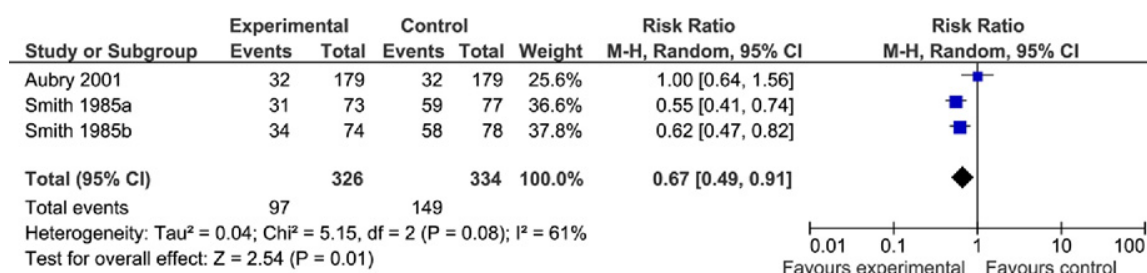 Experimental Control Risk Ratio Risk Ratio
Study or Subgroup Events Total Events Total Weight M-H, Random, 95% CI M-H, Random, 95% CI
Aubry 2001 32 179 32 179 25.6% 1.00 [0.64, 1.56]
Smith 1985a 31 73 59 77 36.6% 0.55 [0.41, 0.74]
Smith 1985b 34 74 58 78 37.8% 0.62 [0.47, 0.82]
Total (95% CI) 326 334 100.0% 0.67 [0.49, 0.91]
Total events 97 149
Heterogeneity: Tau² = 0.04; Chi² = 5.15, df = 2 (P = 0.08); I² = 61%
Test for overall effect: Z = 2.54 (P = 0.01)
0.01 0.1 1 10 100
Favours experimental Favours control